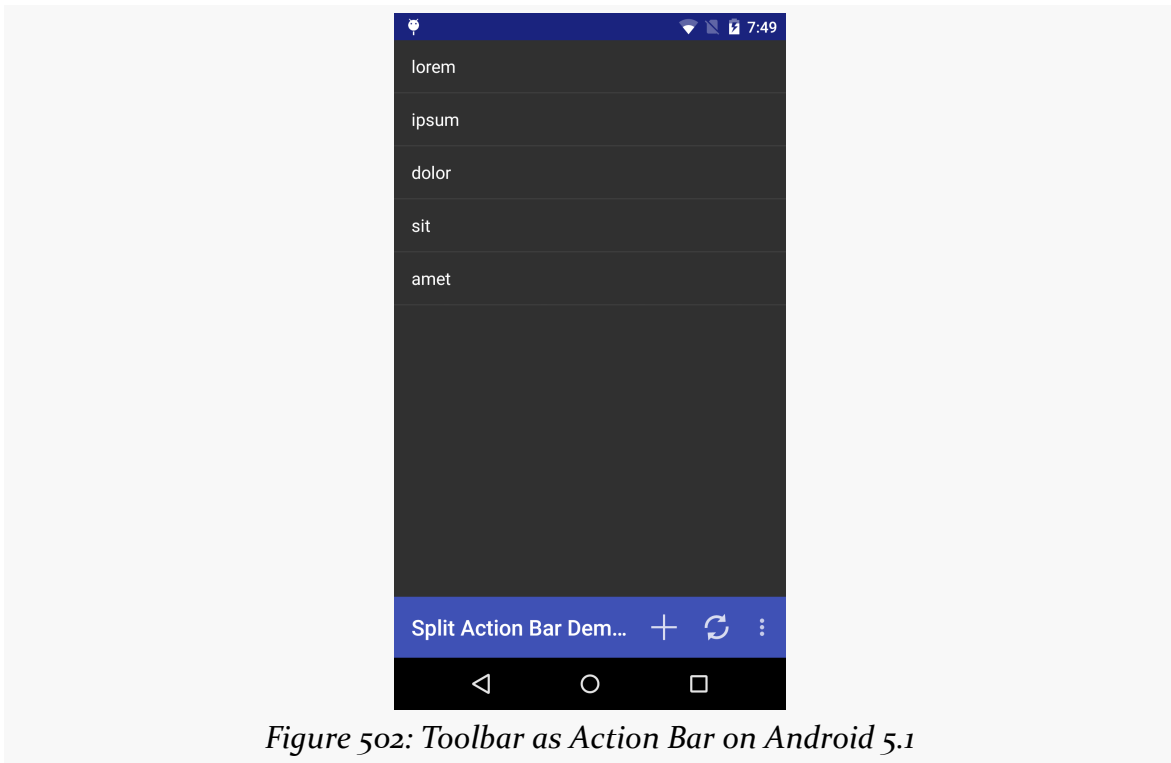 7:49
lorem
ipsum
dolor
sit
amet
Split Action Bar Dem...
Figure 502: Toolbar as Action Bar on Android 5.1